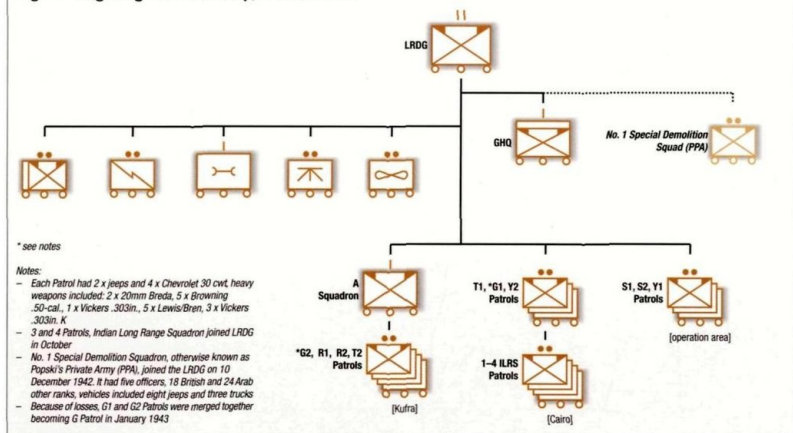 LRDG
GHQ
No. 1 Special Demolition
Squad (PPA)
* see notes
Notes:
– Each Patrol had 2 x jeeps and 4 x Chevrolet 30 cwt, heavy
weapons included: 2 x 20mm Breda, 5 x Browning
.50-cal., 1 x Vickers .303in., 5 x Lewis/Bren, 3 x Vickers
.303in. K
– 3 and 4 Patrols, Indian Long Range Squadron joined LRDG
in October
– No. 1 Special Demolition Squadron, otherwise known as
Popski's Private Army (PPA), joined the LRDG on 10
December 1942. It had five officers, 18 British and 24 Arab
other ranks, vehicles included eight jeeps and three trucks
– Because of losses, G1 and G2 Patrols were merged together
becoming G Patrol in January 1943
A
Squadron
*G2, R1, R2, T2
Patrols
[Kufra]
T1, *G1, Y2
Patrols
1–4 ILRS
Patrols
[Cairo]
S1, S2, Y1
Patrols
[operation area]